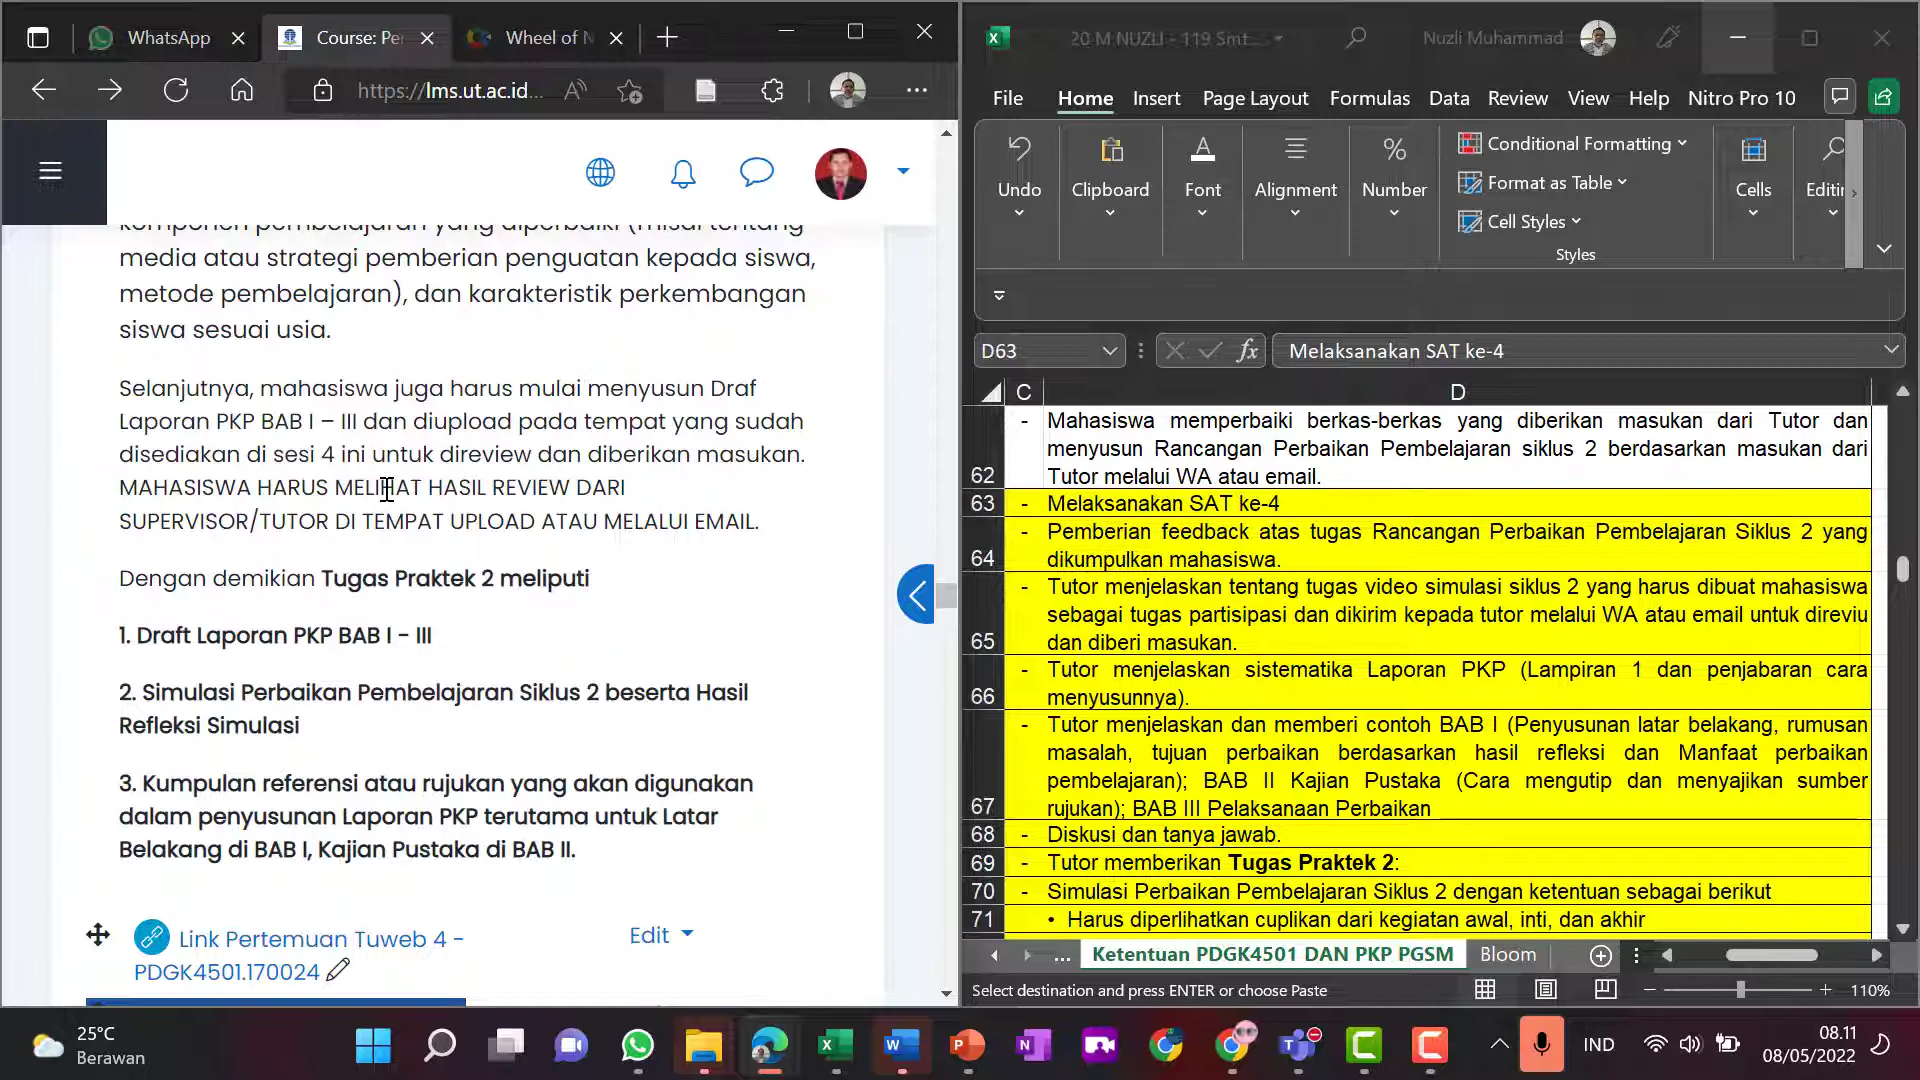 WhatsApp
Course: Pe
Wheel of N
https://lms.ut.ac.id...
komponen pembelajaran yang diperbaiki (misal tentang
media atau strategi pemberian penguatan kepada siswa,
metode pembelajaran), dan karakteristik perkembangan
siswa sesuai usia.
Selanjutnya, mahasiswa juga harus mulai menyusun Draf
Laporan PKP BAB I – III dan diupload pada tempat yang sudah
disediakan di sesi 4 ini untuk direview dan diberikan masukan.
MAHASISWA HARUS MELIHAT HASIL REVIEW DARI
SUPERVISOR/TUTOR DI TEMPAT UPLOAD ATAU MELALUI EMAIL.
Dengan demikian Tugas Praktek 2 meliputi
1. Draft Laporan PKP BAB I - III
2. Simulasi Perbaikan Pembelajaran Siklus 2 beserta Hasil
Refleksi Simulasi
3. Kumpulan referensi atau rujukan yang akan digunakan
dalam penyusunan Laporan PKP terutama untuk Latar
Belakang di BAB I, Kajian Pustaka di BAB II.
Link Pertemuan Tuweb 4 -
PDGK4501.170024
Edit
20 M NUZLI - 119 Smt
Nuzli Muhammad
File Home Insert Page Layout Formulas Data Review View Help Nitro Pro 10
Undo
Clipboard
Font
Alignment
Number
Conditional Formatting
Format as Table
Cell Styles
Styles
Cells
Editin
D63
fx
Melaksanakan SAT ke-4
C D
- Mahasiswa memperbaiki berkas-berkas yang diberikan masukan dari Tutor dan
menyusun Rancangan Perbaikan Pembelajaran siklus 2 berdasarkan masukan dari
62 Tutor melalui WA atau email.
63 - Melaksanakan SAT ke-4
- Pemberian feedback atas tugas Rancangan Perbaikan Pembelajaran Siklus 2 yang
64 dikumpulkan mahasiswa.
- Tutor menjelaskan tentang tugas video simulasi siklus 2 yang harus dibuat mahasiswa
sebagai tugas partisipasi dan dikirim kepada tutor melalui WA atau email untuk direviu
65 dan diberi masukan.
- Tutor menjelaskan sistematika Laporan PKP (Lampiran 1 dan penjabaran cara
66 menyusunnya).
- Tutor menjelaskan dan memberi contoh BAB I (Penyusunan latar belakang, rumusan
masalah, tujuan perbaikan berdasarkan hasil refleksi dan Manfaat perbaikan
pembelajaran); BAB II Kajian Pustaka (Cara mengutip dan menyajikan sumber
67 rujukan); BAB III Pelaksanaan Perbaikan
68 - Diskusi dan tanya jawab.
69 - Tutor memberikan Tugas Praktek 2:
70 - Simulasi Perbaikan Pembelajaran Siklus 2 dengan ketentuan sebagai berikut
71 • Harus diperlihatkan cuplikan dari kegiatan awal, inti, dan akhir
... Ketentuan PDGK4501 DAN PKP PGSM Bloom
Select destination and press ENTER or choose Paste
110%
25°C
Berawan
IND
08.11
08/05/2022